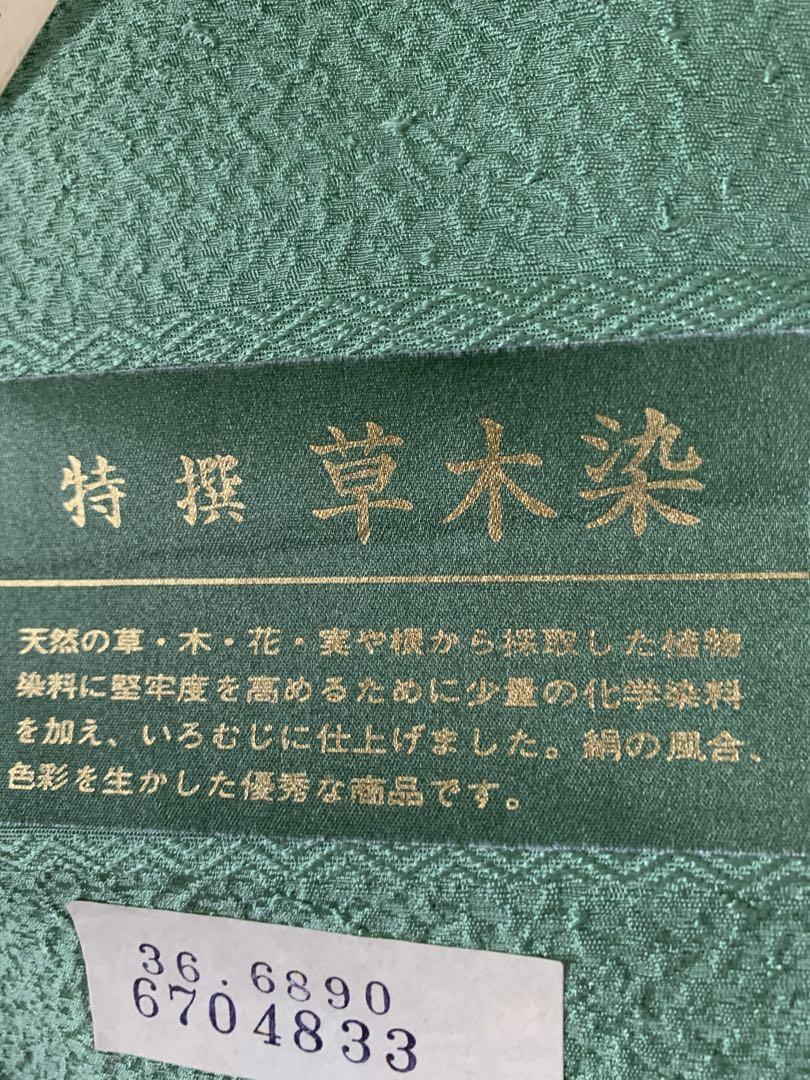 特撰 草木染
天然の草・木・花・実や根から採取した植物
染料に堅牢度を高めるために少量の化学染料
を加え、いろむじに仕上げました。絹の風合、
色彩を生かした優秀な商品です。
36.6890
6704833